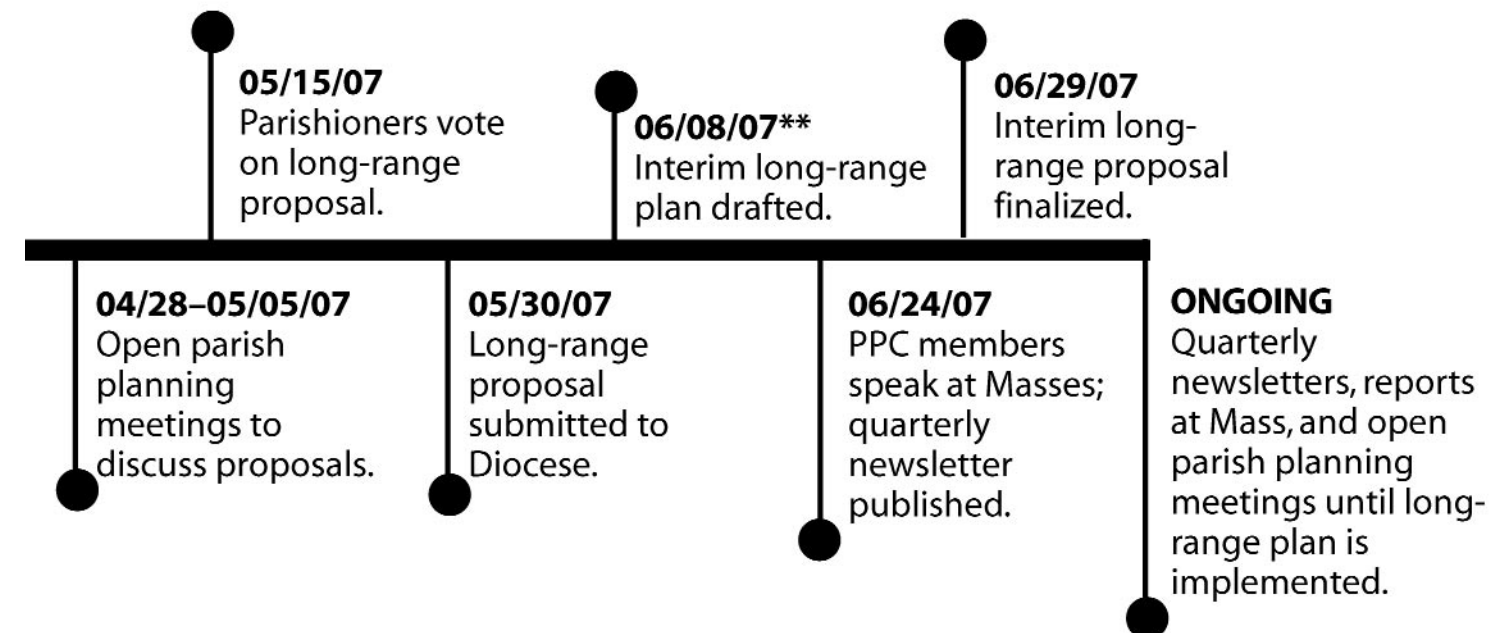 05/15/07
Parishioners vote
on long-range
proposal.
06/08/07**
Interim long-range
plan drafted.
06/29/07
Interim long-
range proposal
finalized.
04/28–05/05/07
Open parish
planning
meetings to
discuss proposals.
05/30/07
Long-range
proposal
submitted to
Diocese.
06/24/07
PPC members
speak at Masses;
quarterly
newsletter
published.
ONGOING
Quarterly
newsletters, reports
at Mass, and open
parish planning
meetings until long-
range plan is
implemented.